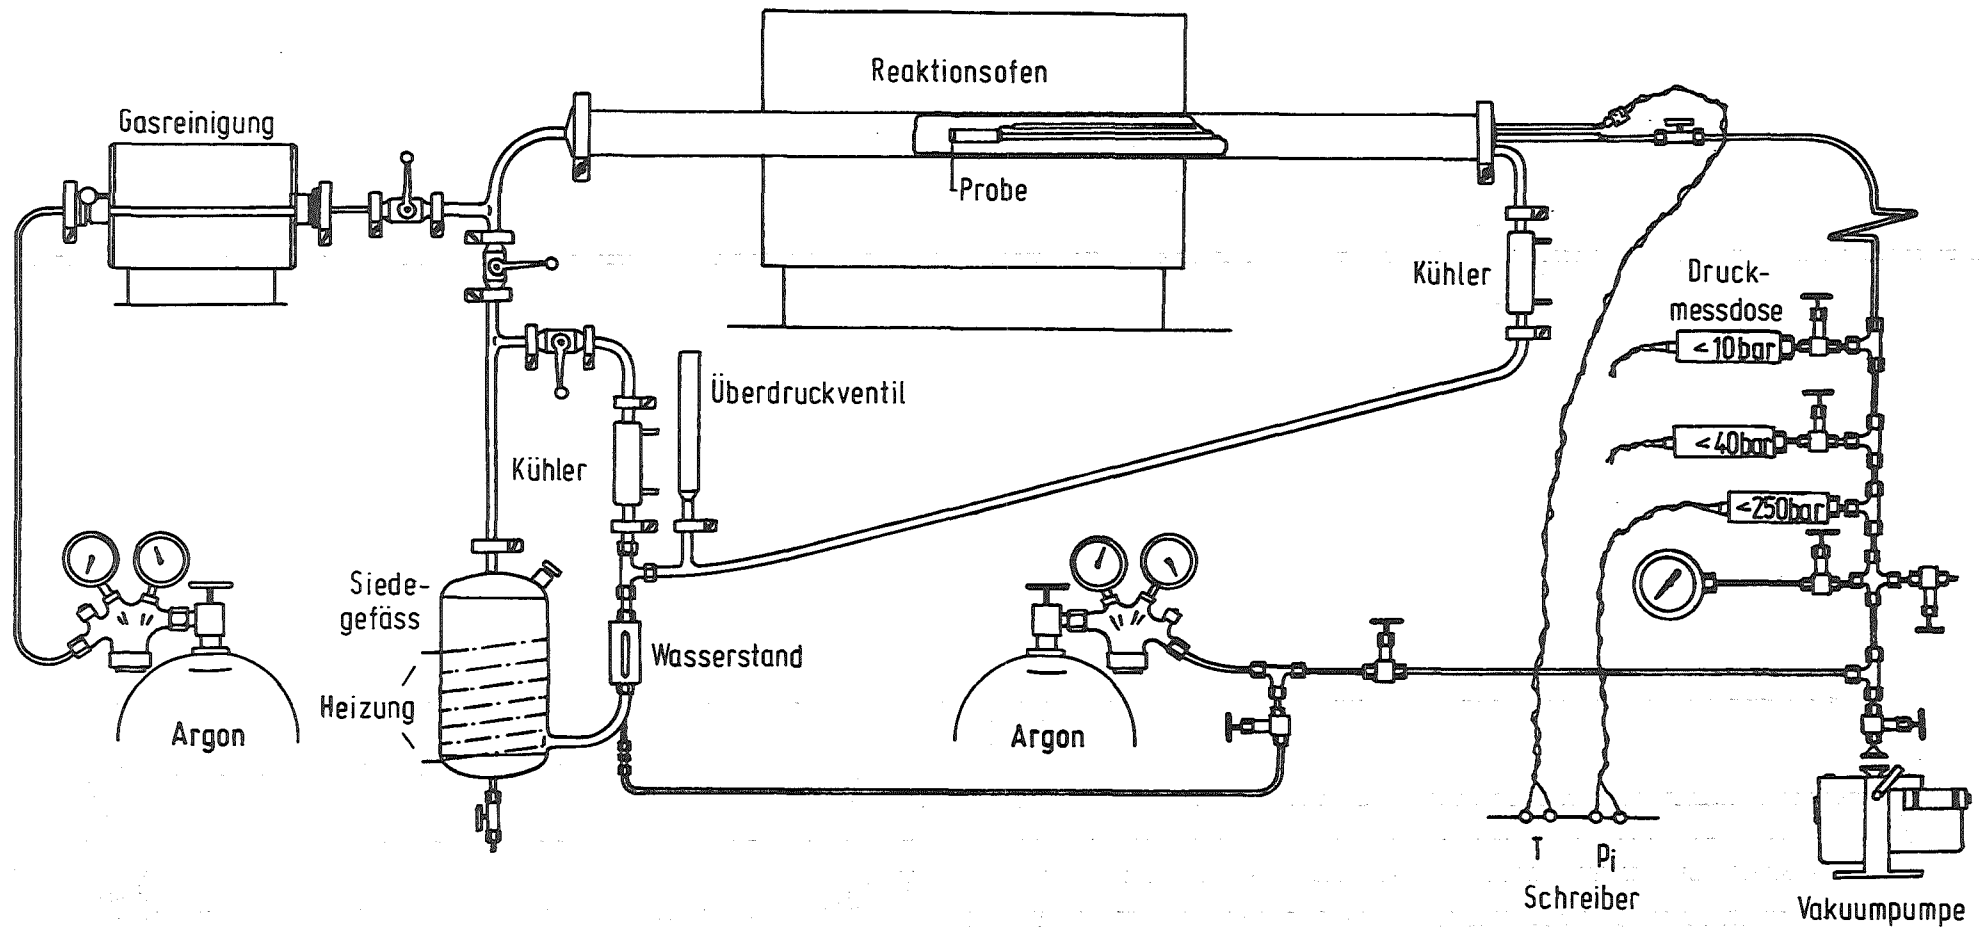 Reaktionsofen
Gasreinigung
Probe
Kühler
Druck-
messdose
<10bar
Überdruckventil
<40bar
Kühler
<250bar
Siede-
gefäss
Wasserstand
Heizung
Argon
Argon
T
Pi
Schreiber
Vakuumpumpe